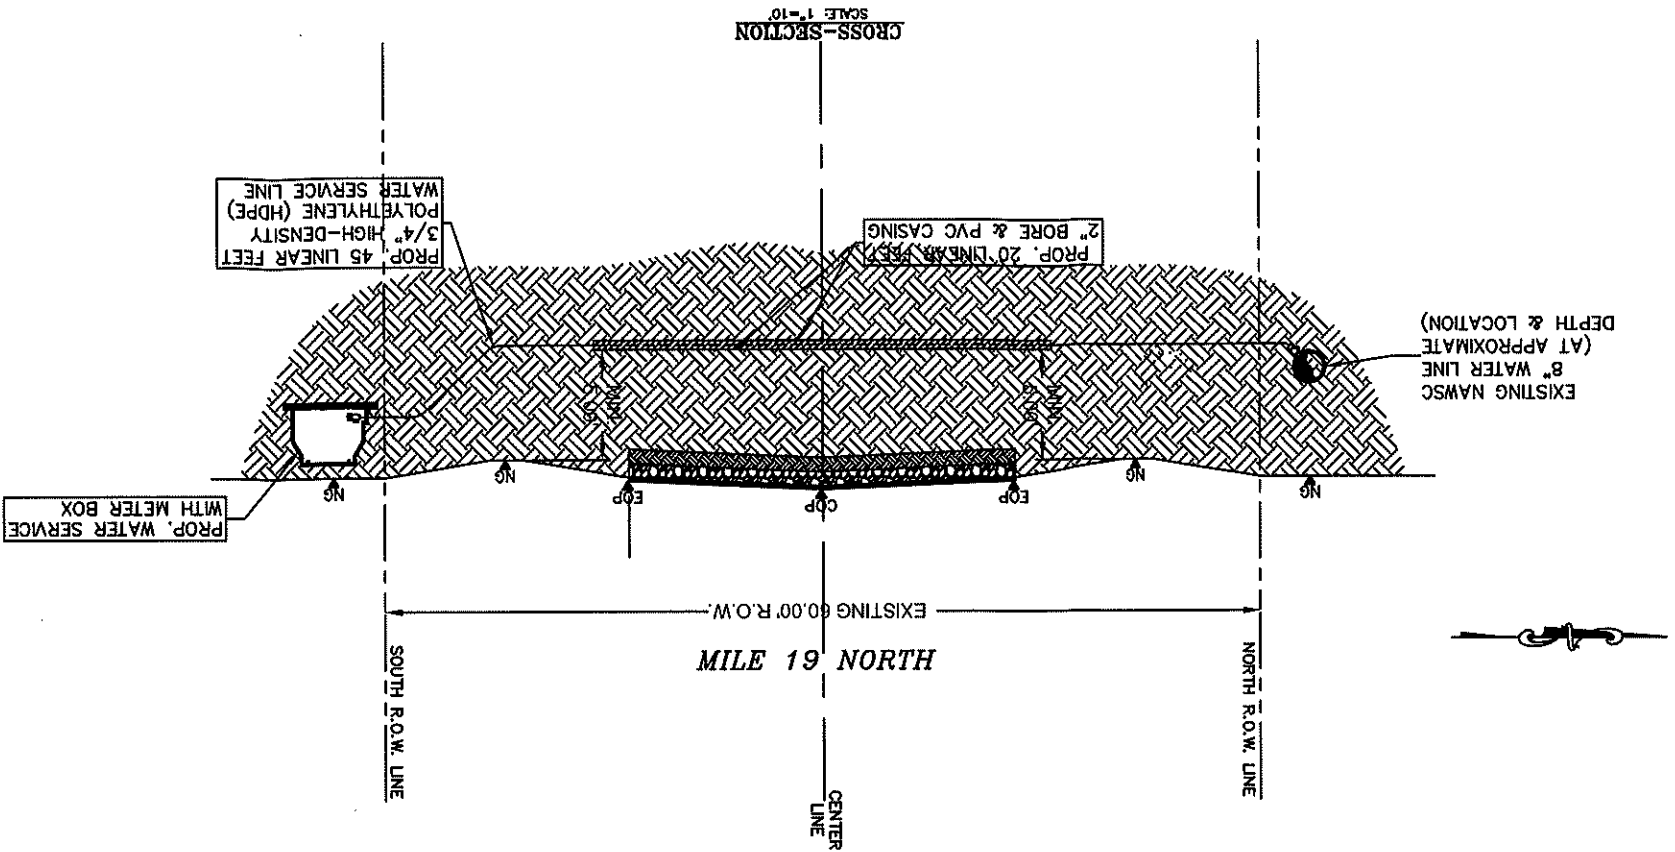 CROSS-SECTION
SCALE: 1"=10'
PROP. 45 LINEAR FEET
3/4" HIGH-DENSITY
POLYETHYLENE (HDPE)
WATER SERVICE LINE
PROP. 20 LINEAR FEET
2" BORE & PVC CASING
EXISTING NAWSC
8" WATER LINE
(AT APPROXIMATE
DEPTH & LOCATION)
MIN.
MIN.
PROP. WATER SERVICE
WITH METER BOX
NG
NG
EOP
COP
EOP
NG
NG
EXISTING 60.00' R.O.W.
MILE 19 NORTH
SOUTH R.O.W. LINE
CENTER
LINE
NORTH R.O.W. LINE